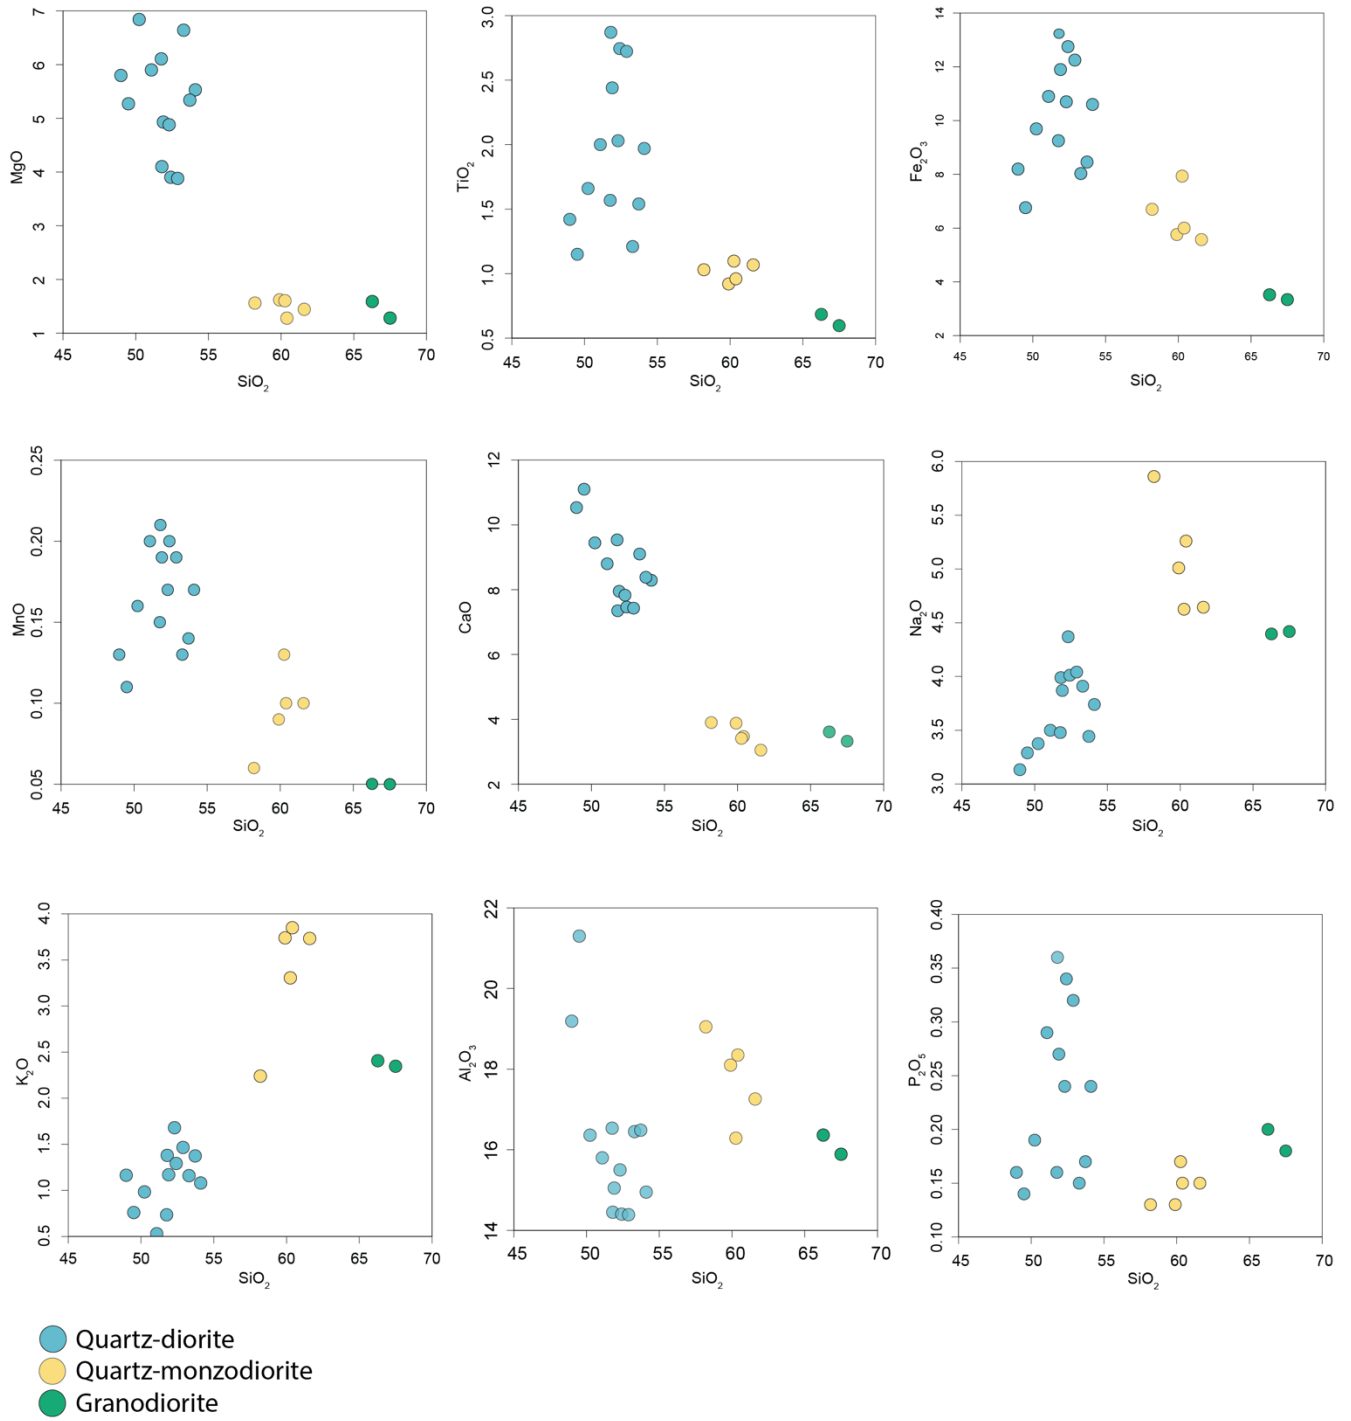 MgO
7
6
5
4
3
2
1
45 50 55 60 65 70
SiO₂
TiO₂
3.0
2.5
2.0
1.5
1.0
0.5
45 50 55 60 65 70
SiO₂
Fe₂O₃
14
12
10
8
6
4
2
45 50 55 60 65 70
SiO₂
MnO
0.25
0.20
0.15
0.10
0.05
45 50 55 60 65 70
SiO₂
CaO
12
10
8
6
4
2
45 50 55 60 65 70
SiO₂
Na₂O
6.0
5.5
5.0
4.5
4.0
3.5
3.0
45 50 55 60 65 70
SiO₂
K₂O
4.0
3.5
3.0
2.5
2.0
1.5
1.0
0.5
45 50 55 60 65 70
SiO₂
Al₂O₃
22
20
18
16
14
45 50 55 60 65 70
SiO₂
P₂O₅
0.40
0.35
0.30
0.25
0.20
0.15
0.10
45 50 55 60 65 70
SiO₂
Quartz-diorite
Quartz-monzodiorite
Granodiorite